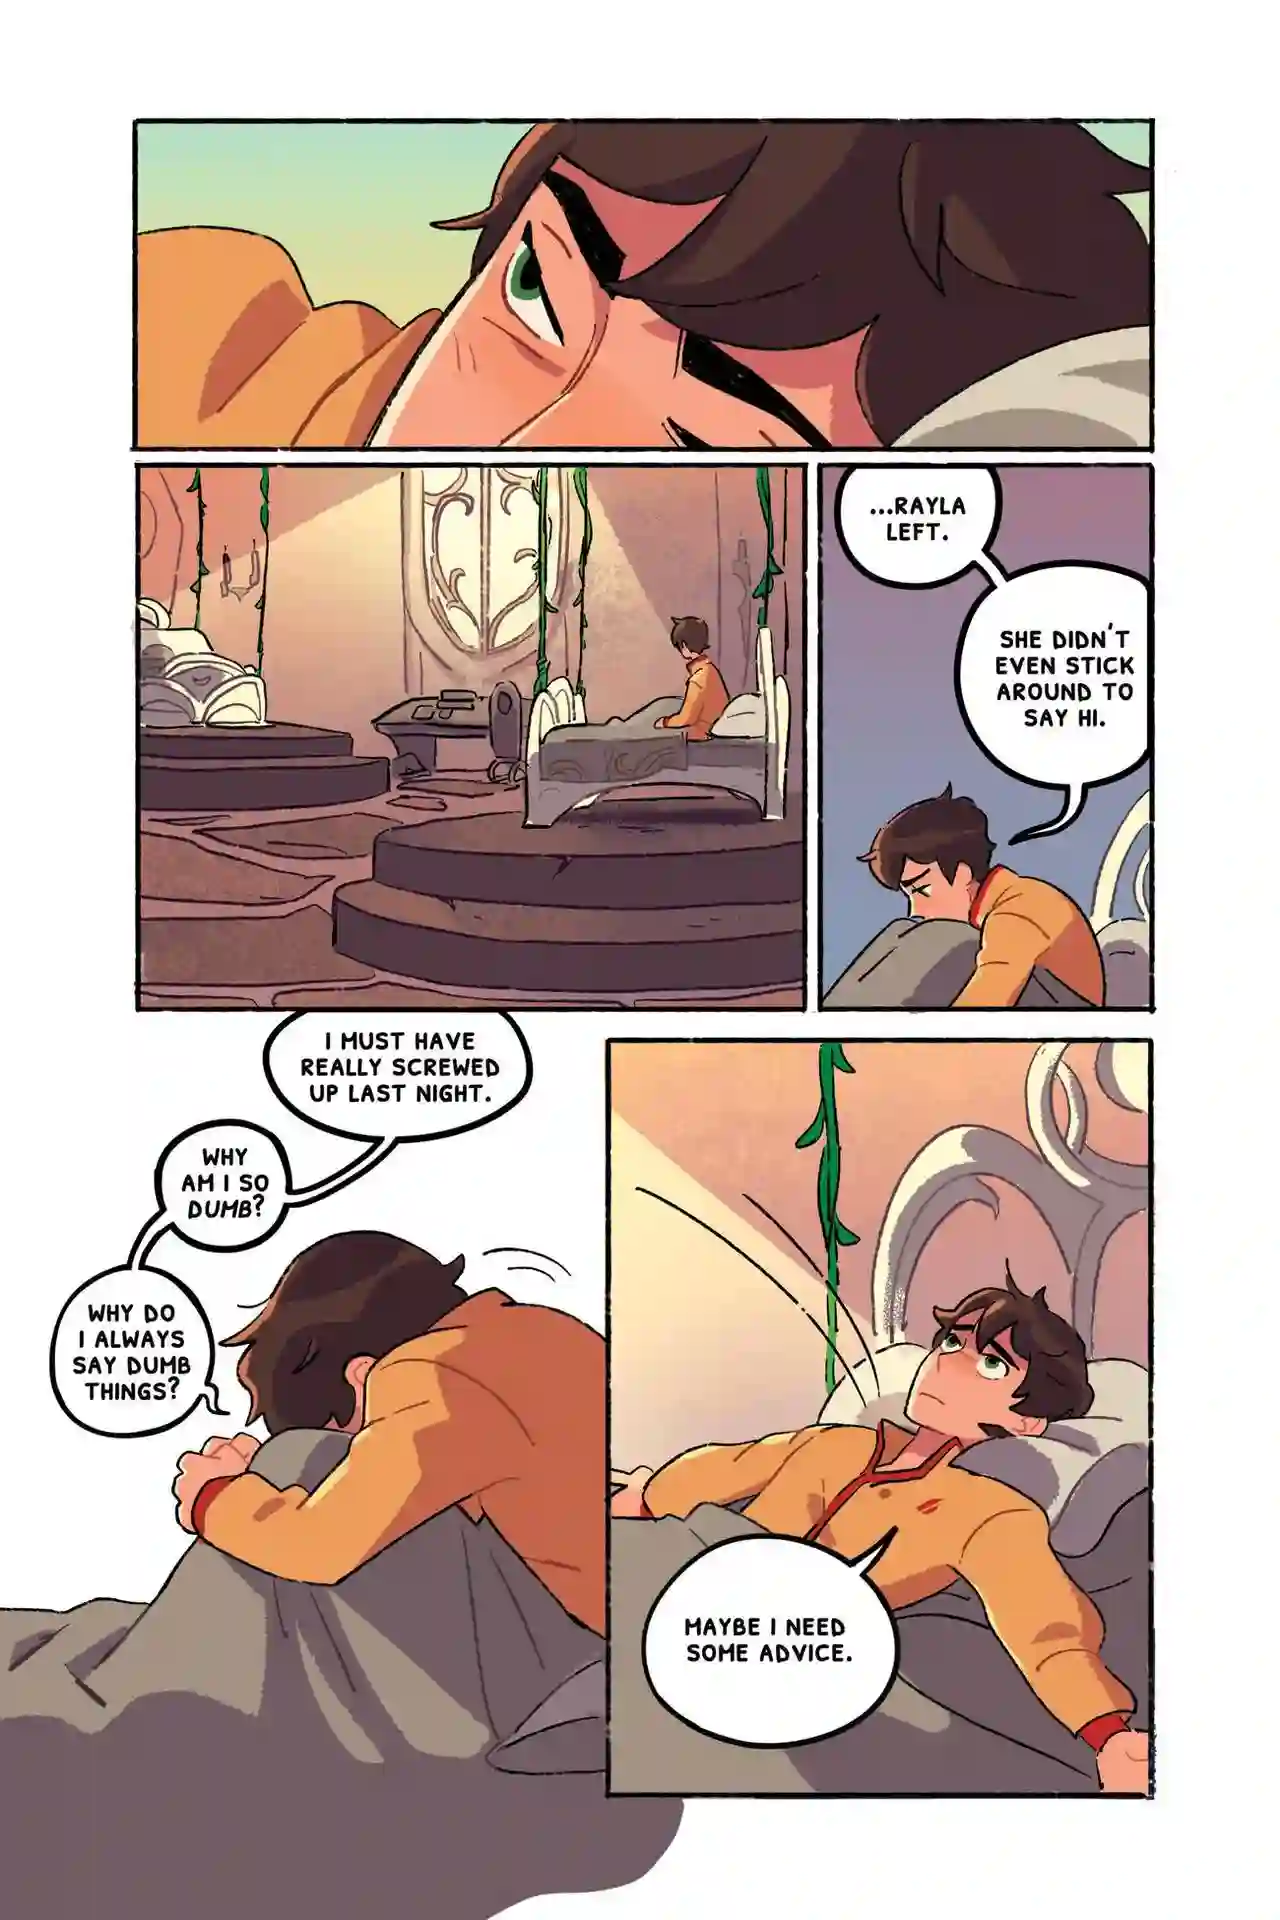 ...RAYLA
LEFT.
SHE DIDN'T
EVEN STICK
AROUND TO
SAY HI.
I MUST HAVE
REALLY SCREWED
UP LAST NIGHT.
WHY
AM I SO
DUMB?
WHY DO
I ALWAYS
SAY DUMB
THINGS?
MAYBE I NEED
SOME ADVICE.